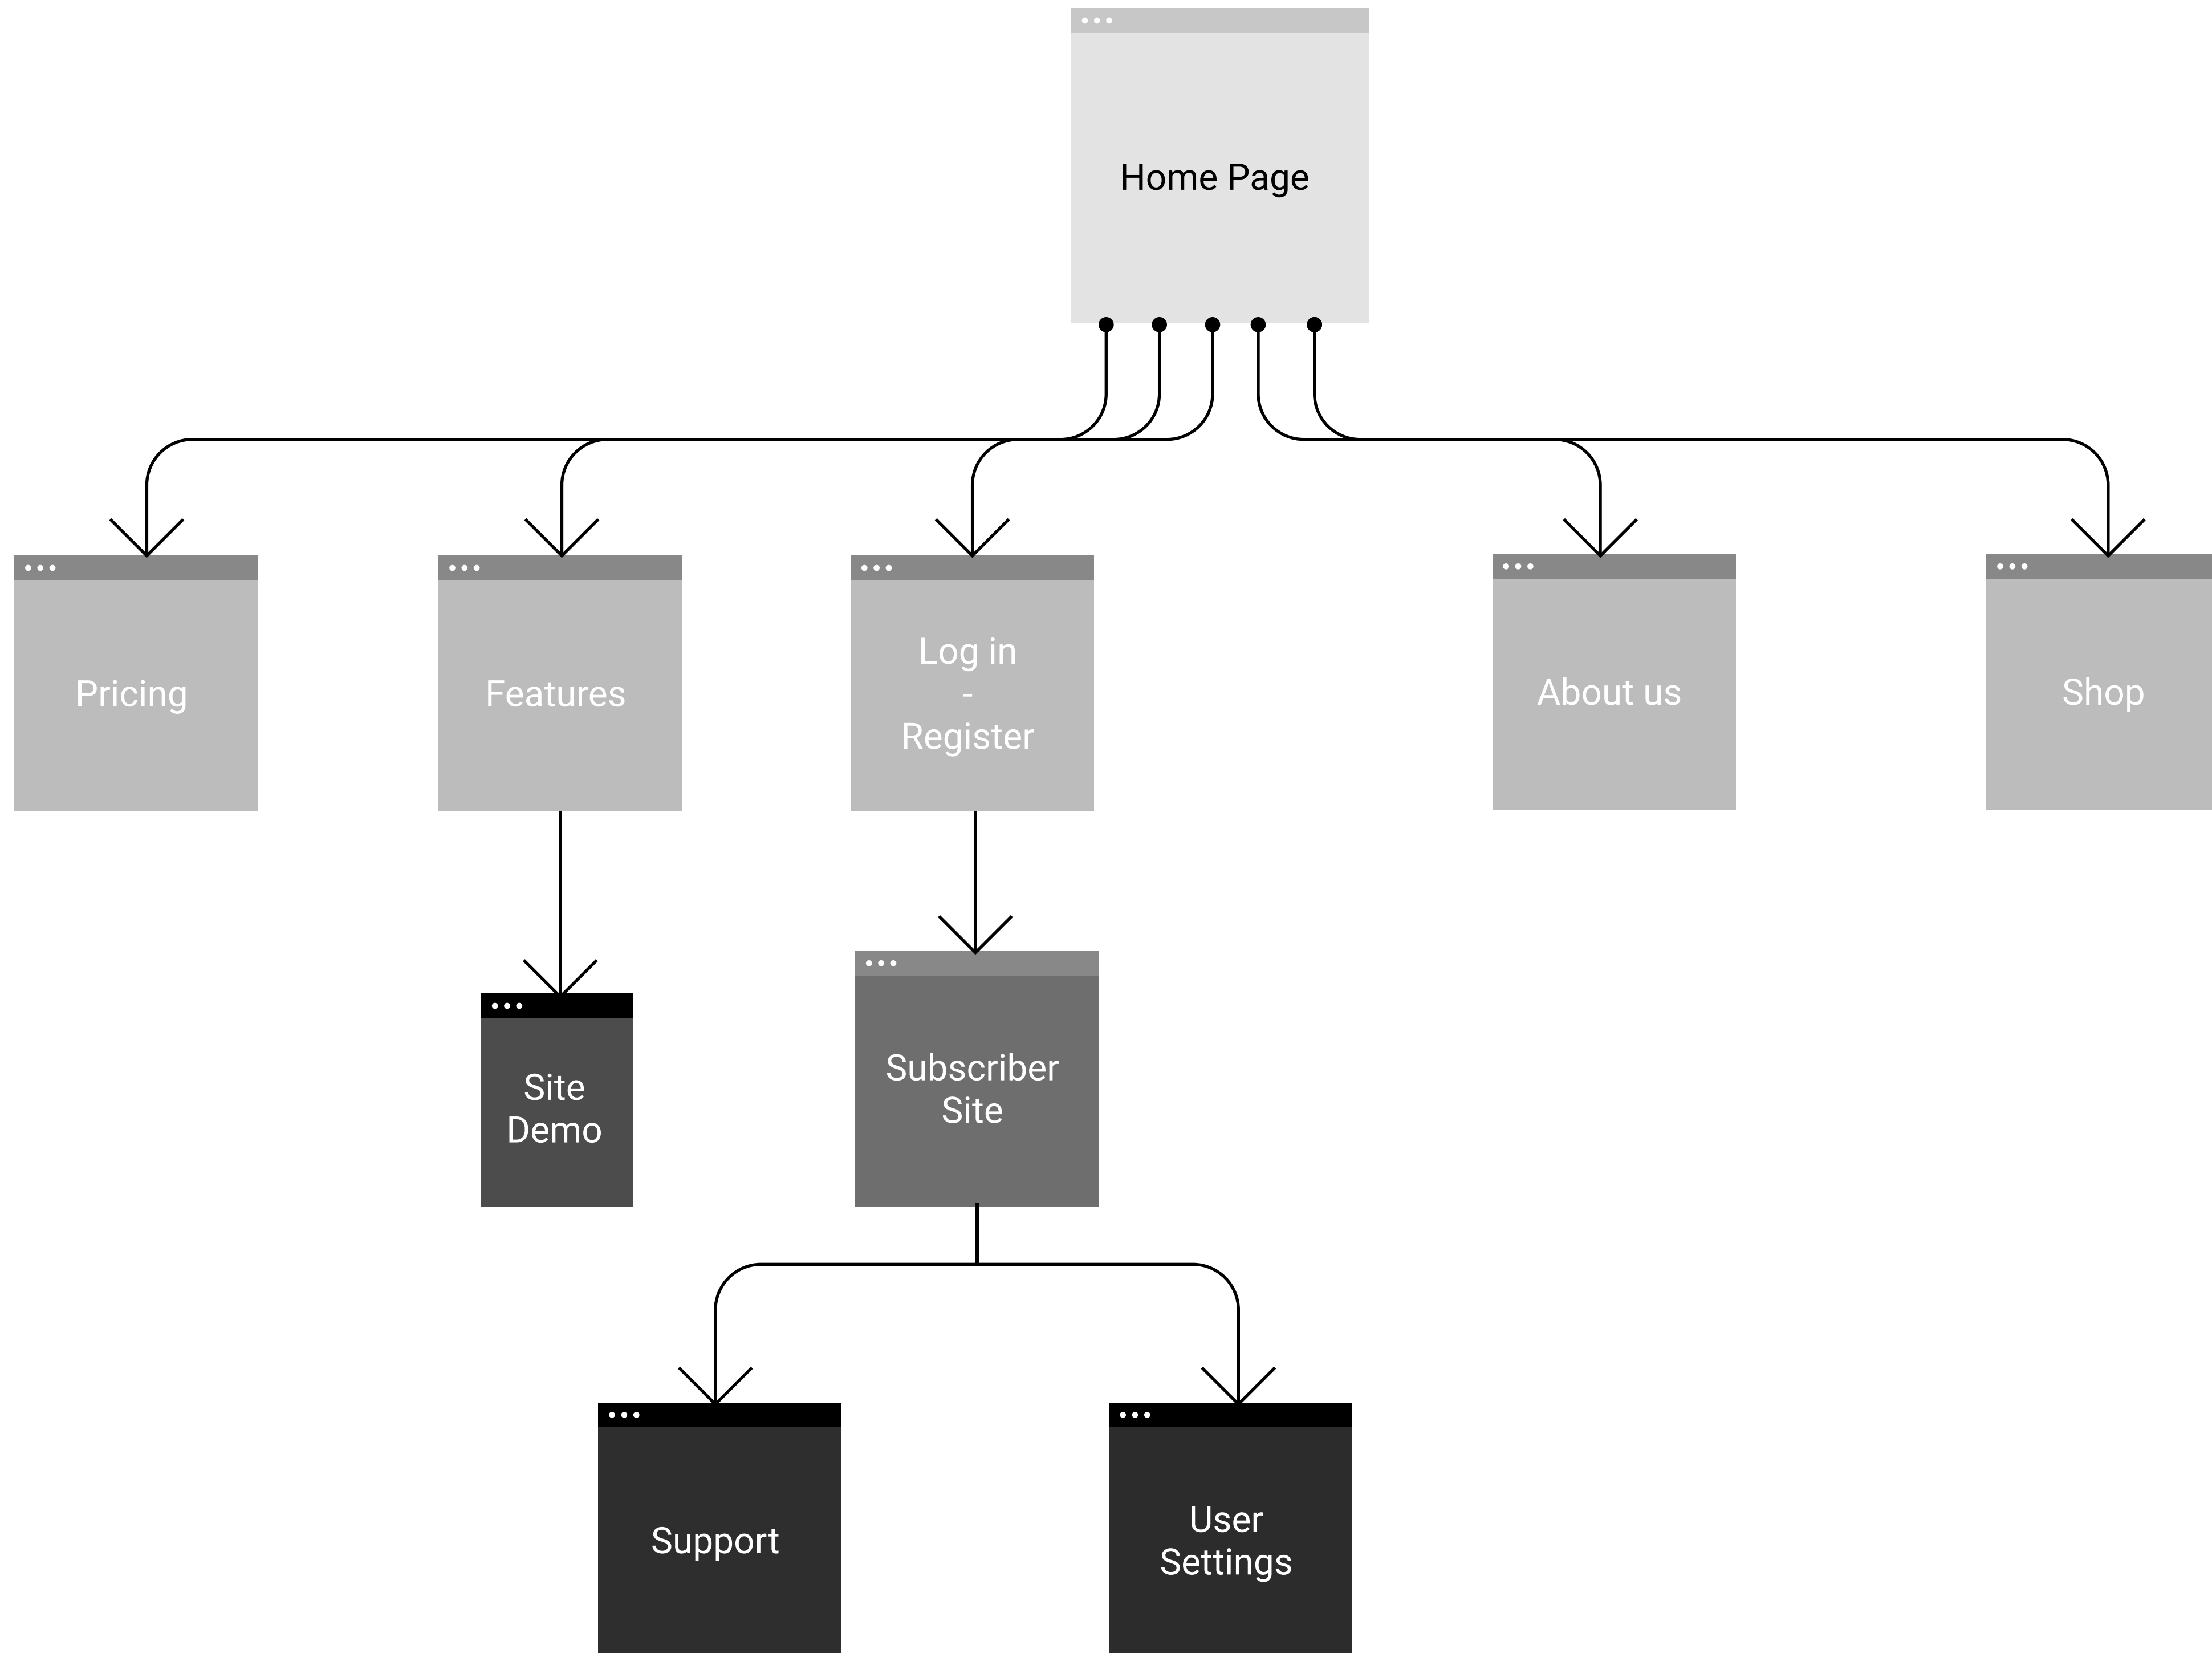 Home Page
Pricing
Features
Log in
-
Register
About us
Shop
Site
Demo
Subscriber
Site
Support
User
Settings